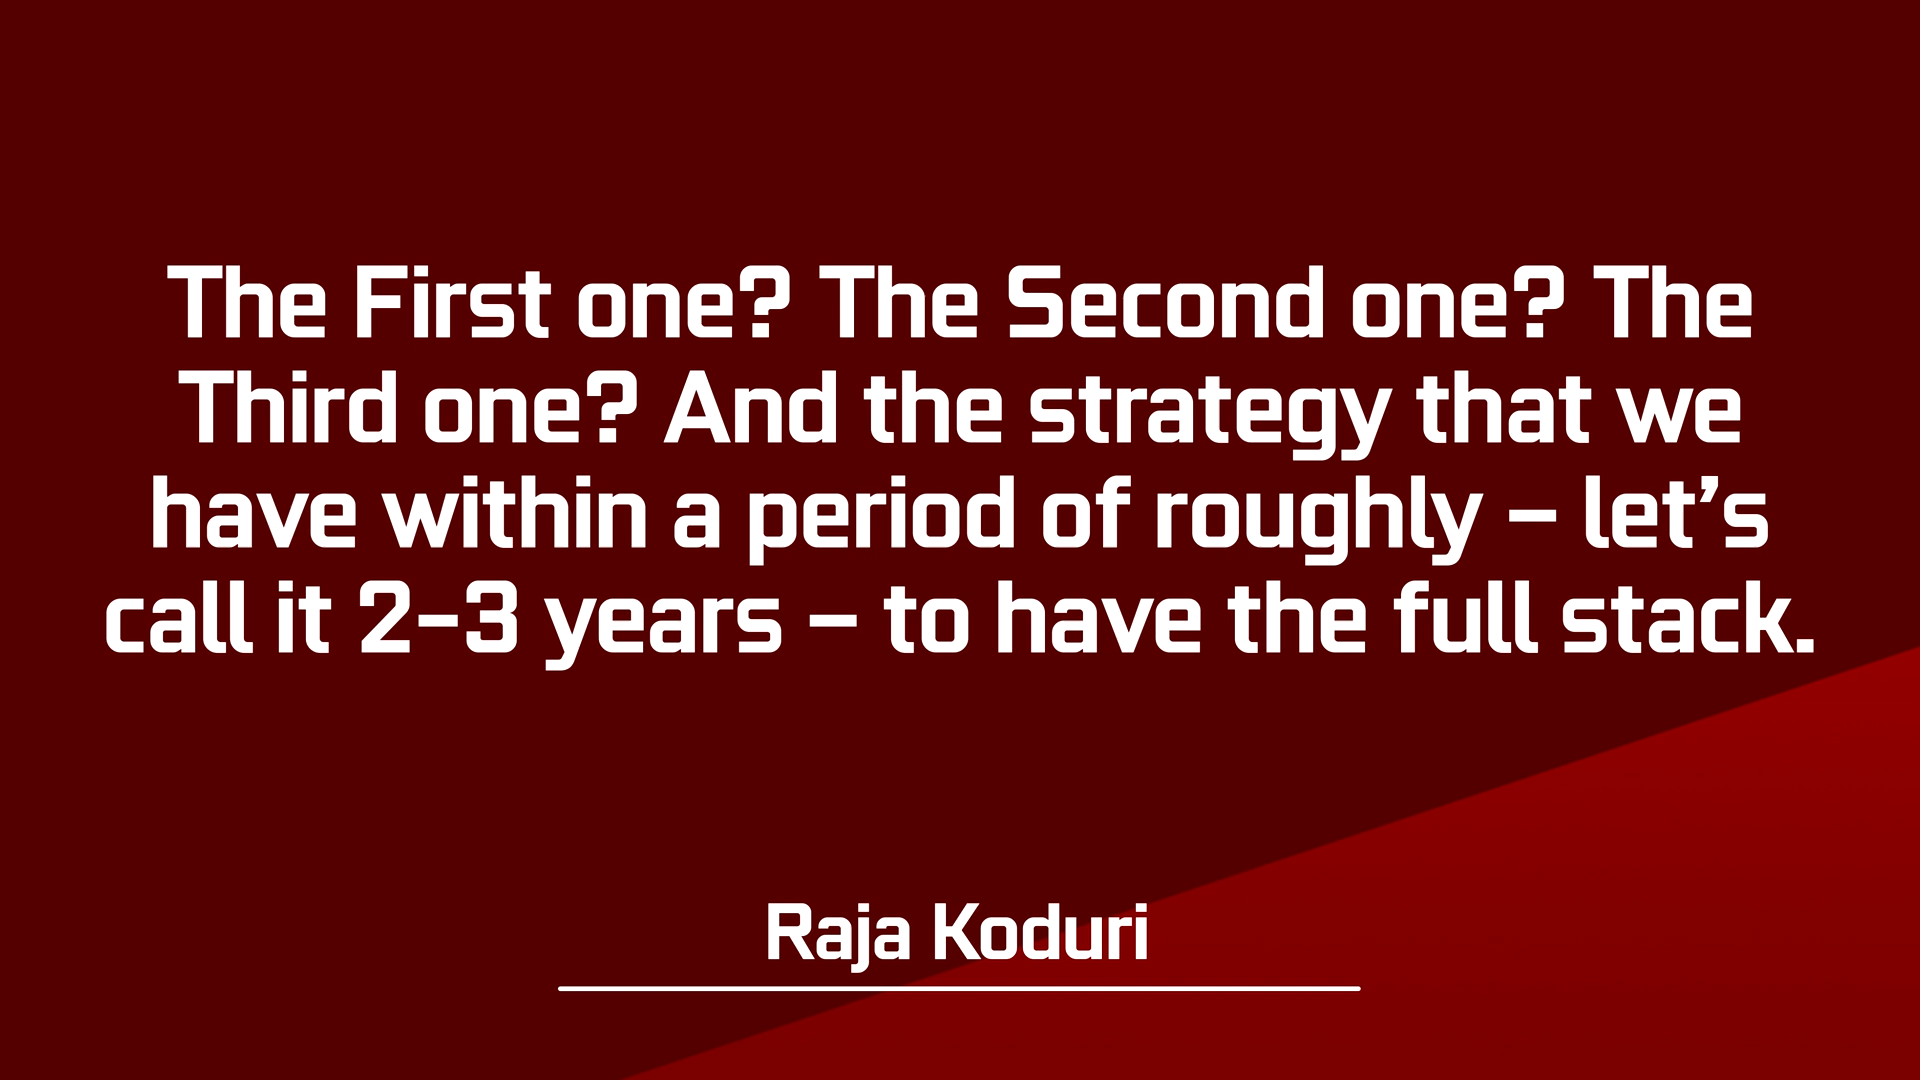 The First one? The Second one? The
Third one? And the strategy that we
have within a period of roughly – let’s
call it 2–3 years – to have the full stack.
Raja Koduri